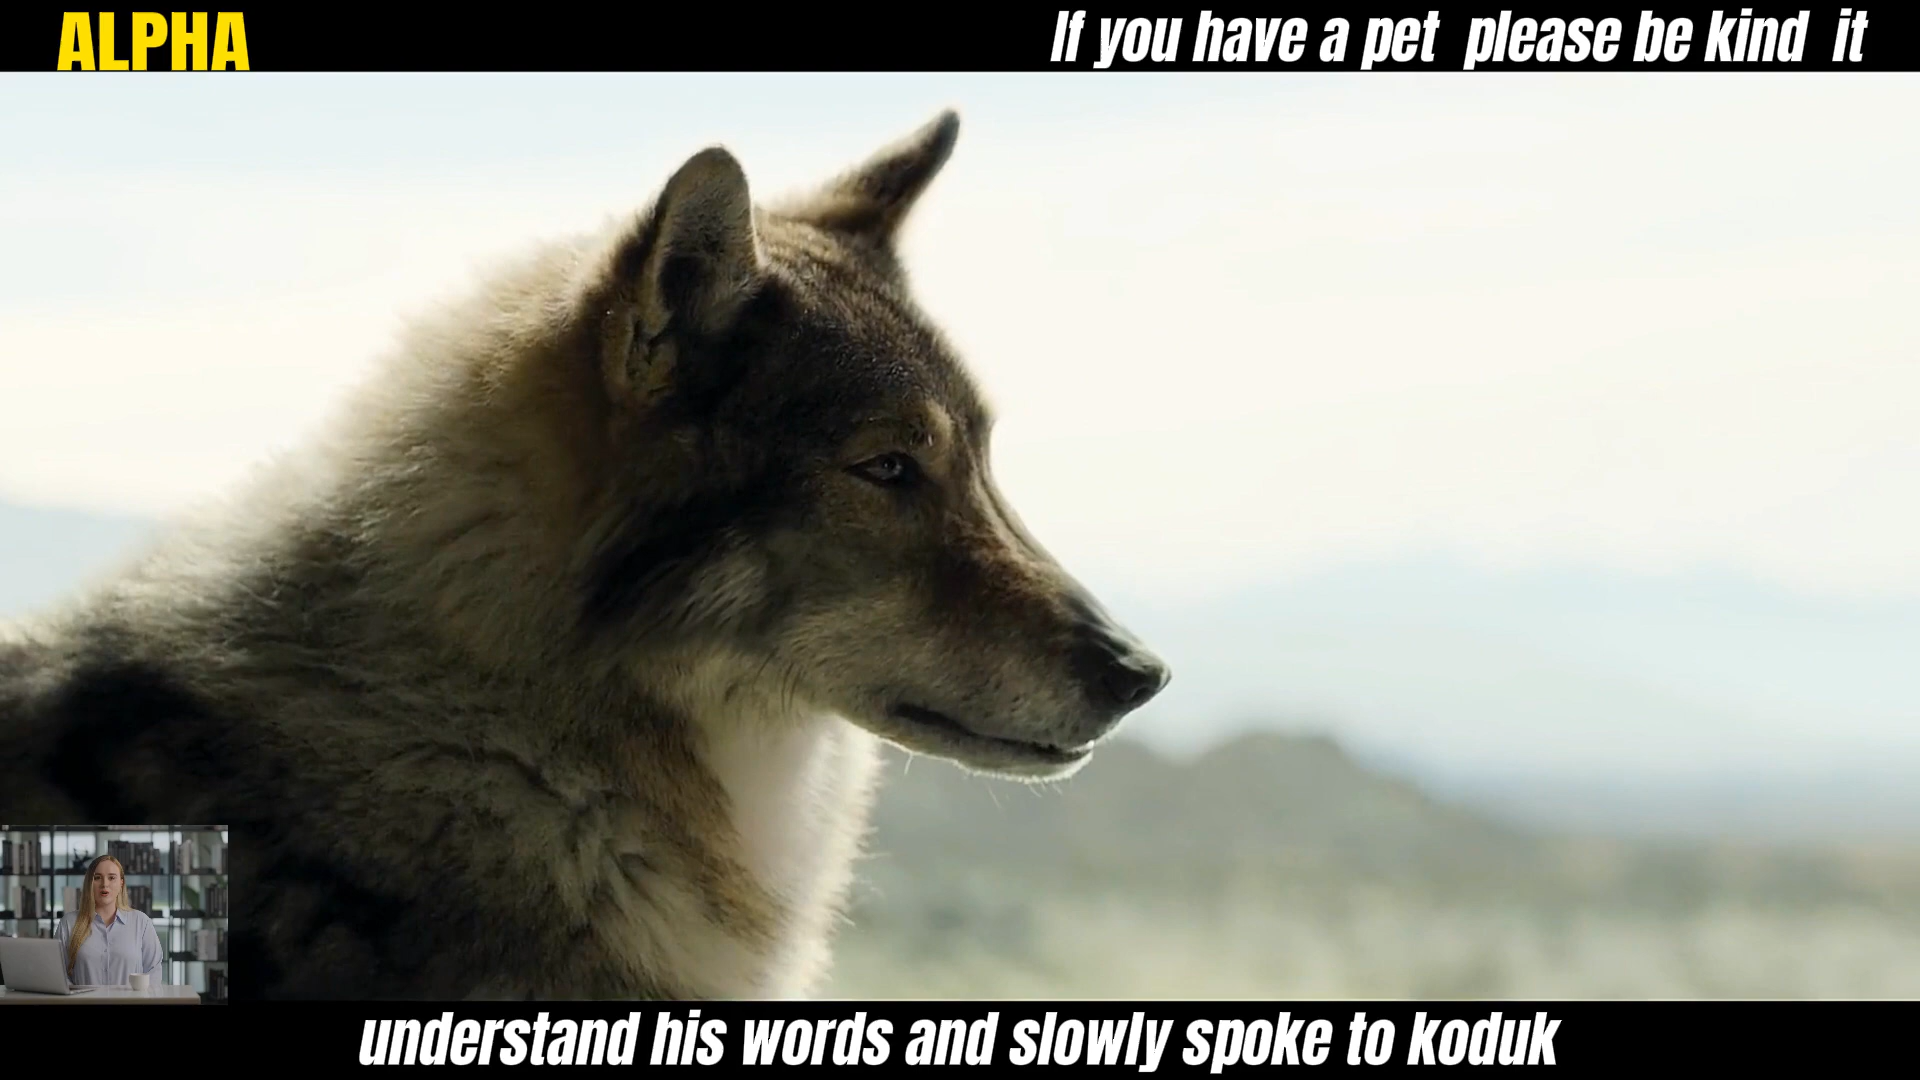 ALPHA
If you have a pet please be kind it
understand his words and slowly spoke to koduk